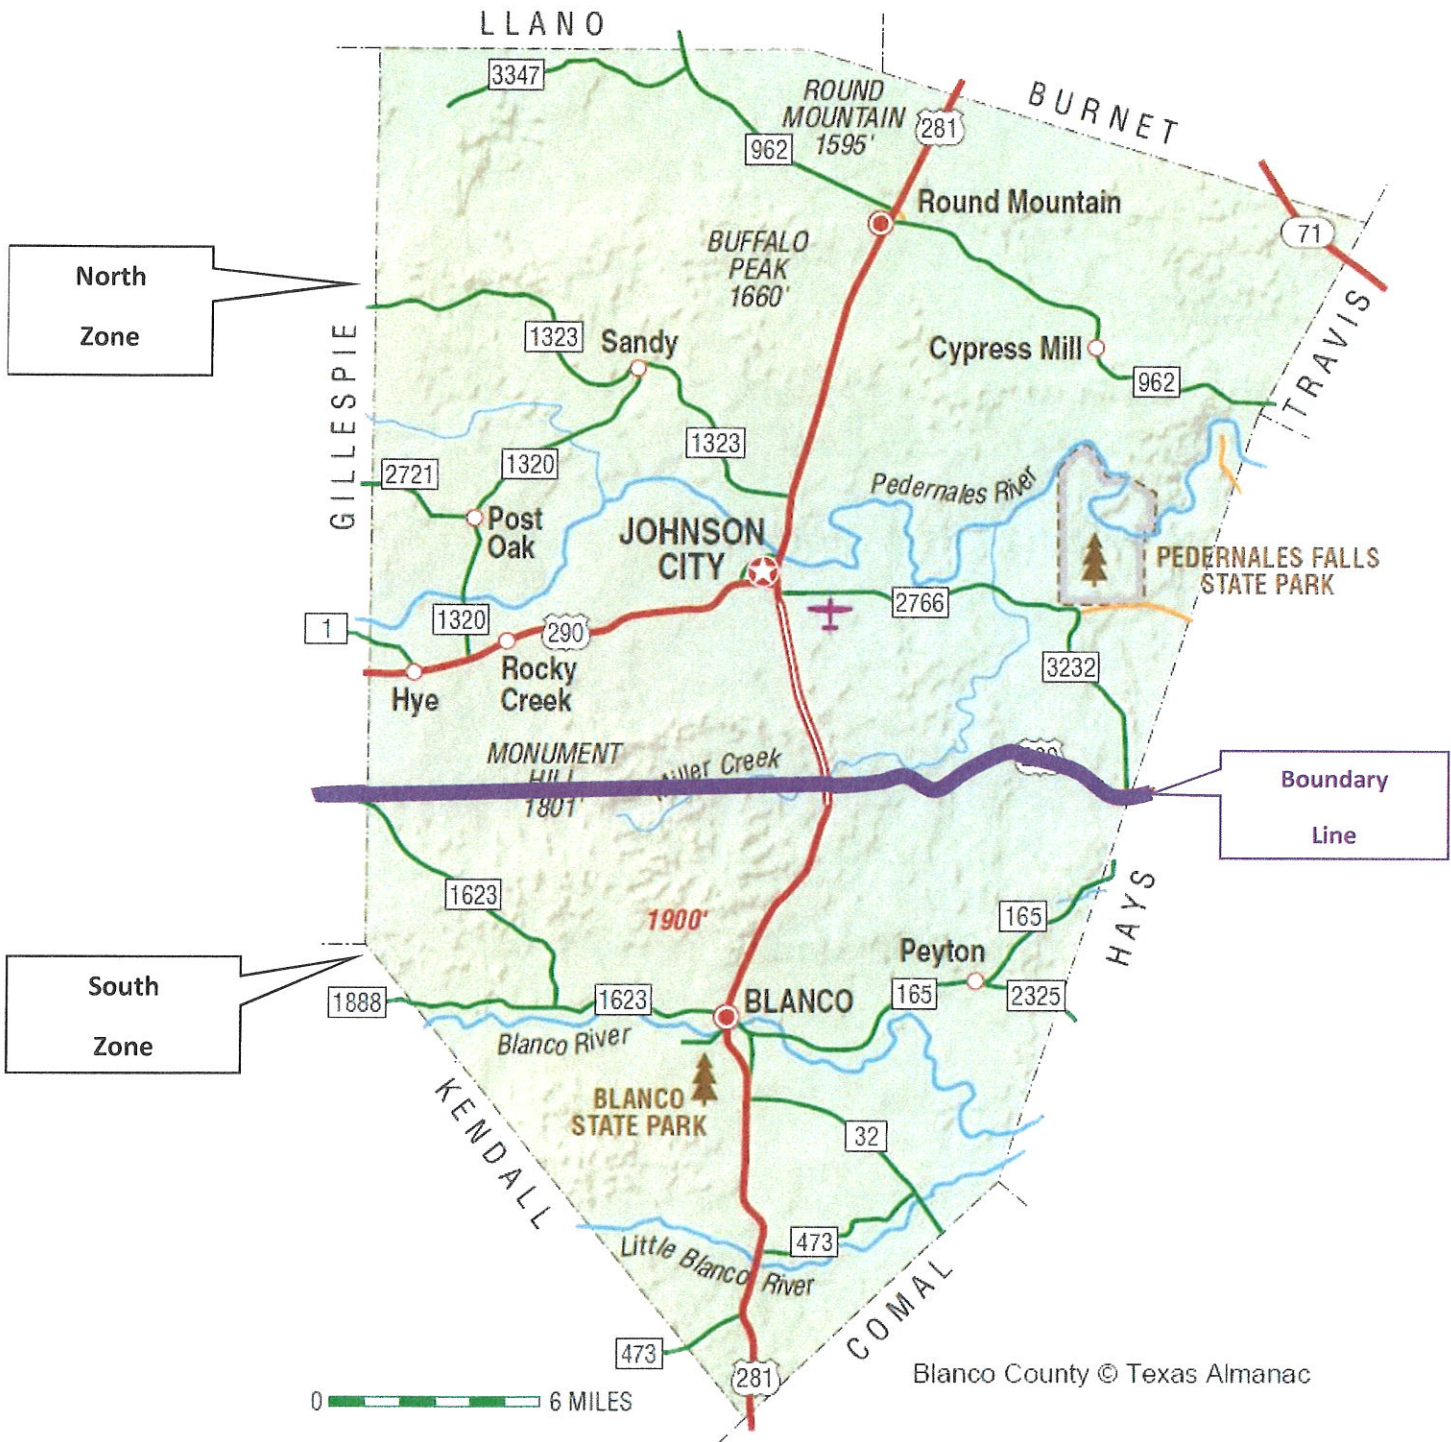 LLANO
BURNET
3347
ROUND
MOUNTAIN
1595'
281
962
Round Mountain
71
BUFFALO
PEAK
1660'
North
Zone
TRAVIS
GILLESPIE
1323
Sandy
Cypress Mill
962
1323
2721
1320
Pedernales River
Post
Oak
JOHNSON
CITY
PEDERNALES FALLS
STATE PARK
2766
1
1320
290
Rocky
Creek
Hye
3232
MONUMENT
HILL
1801'
Miller Creek
Boundary
Line
1623
1900'
165
HAYS
Peyton
South
Zone
1888
1623
BLANCO
165
2325
Blanco River
KENDALL
BLANCO
STATE PARK
32
473
Little Blanco River
COMAL
473
281
Blanco County © Texas Almanac
0 6 MILES